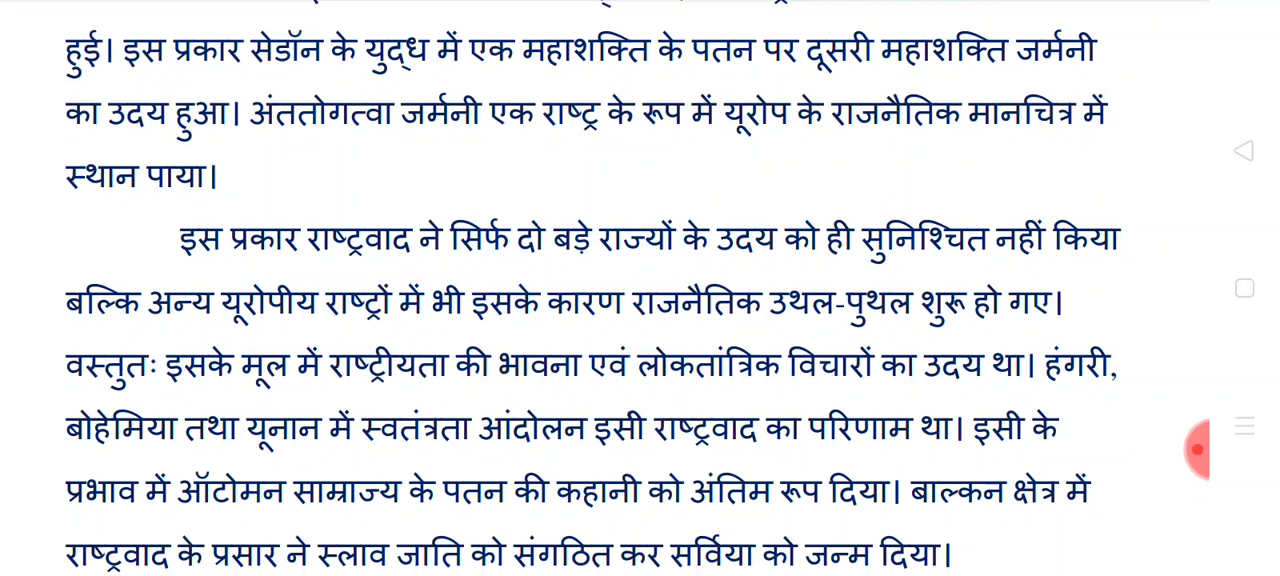 हुई। इस प्रकार सेडॉन के युद्ध में एक महाशक्ति के पतन पर दूसरी महाशक्ति जर्मनी
का उदय हुआ। अंततोगत्वा जर्मनी एक राष्ट्र के रूप में यूरोप के राजनैतिक मानचित्र में
स्थान पाया।
इस प्रकार राष्ट्रवाद ने सिर्फ दो बड़े राज्यों के उदय को ही सुनिश्चित नहीं किया
बल्कि अन्य यूरोपीय राष्ट्रों में भी इसके कारण राजनैतिक उथल-पुथल शुरू हो गए।
वस्तुतः इसके मूल में राष्ट्रीयता की भावना एवं लोकतांत्रिक विचारों का उदय था। हंगरी,
बोहेमिया तथा यूनान में स्वतंत्रता आंदोलन इसी राष्ट्रवाद का परिणाम था। इसी के
प्रभाव में ऑटोमन साम्राज्य के पतन की कहानी को अंतिम रूप दिया। बाल्कन क्षेत्र में
राष्ट्रवाद के प्रसार ने स्लाव जाति को संगठित कर सर्विया को जन्म दिया।